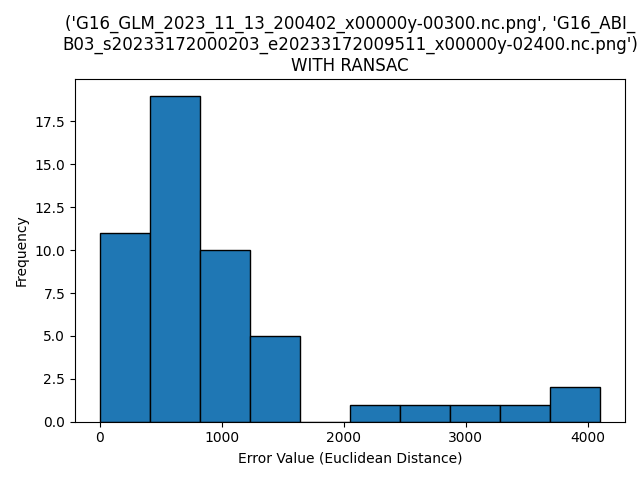 ('G16_GLM_2023_11_13_200402_x00000y-00300.nc.png', 'G16_ABI_
B03_s20233172000203_e20233172009511_x00000y-02400.nc.png')
WITH RANSAC
17.5
15.0
12.5
10.0
7.5
5.0
2.5
0.0
Frequency
0 1000 2000 3000 4000
Error Value (Euclidean Distance)